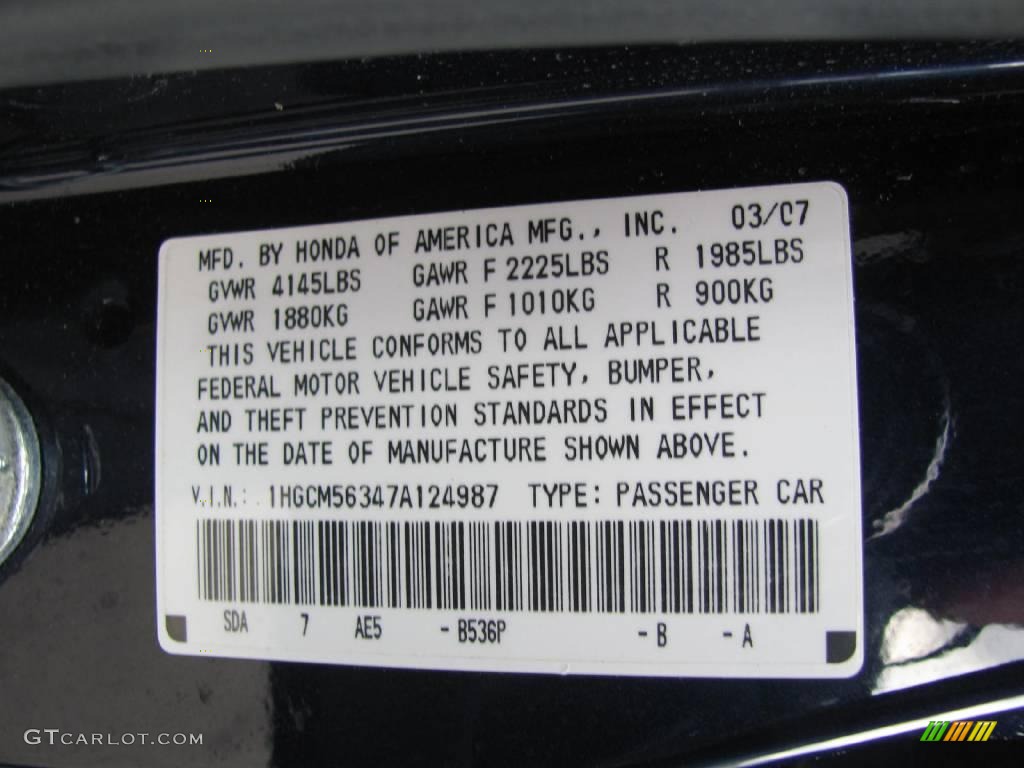 MFD. BY HONDA OF AMERICA MFG., INC. 03/07
GVWR 4145LBS GAWR F 2225LBS R 1985LBS
GVWR 1880KG GAWR F 1010KG R 900KG
THIS VEHICLE CONFORMS TO ALL APPLICABLE
FEDERAL MOTOR VEHICLE SAFETY, BUMPER,
AND THEFT PREVENTION STANDARDS IN EFFECT
ON THE DATE OF MANUFACTURE SHOWN ABOVE.
V.I.N.: 1HGCM56347A124987 TYPE: PASSENGER CAR
SDA 7 AE5 -B536P -B -A
GTCARLOT.COM